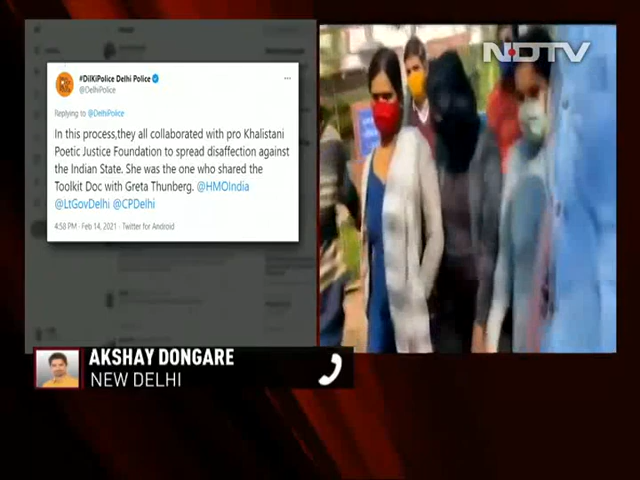 NDTV
#DilKiPolice Delhi Police
@DelhiPolice
Replying to @DelhiPolice
In this process,they all collaborated with pro Khalistani
Poetic Justice Foundation to spread disaffection against
the Indian State. She was the one who shared the
Toolkit Doc with Greta Thunberg. @HMOIndia
@LtGovDelhi @CPDelhi
4:58 PM · Feb 14, 2021 · Twitter for Android
AKSHAY DONGARE
NEW DELHI